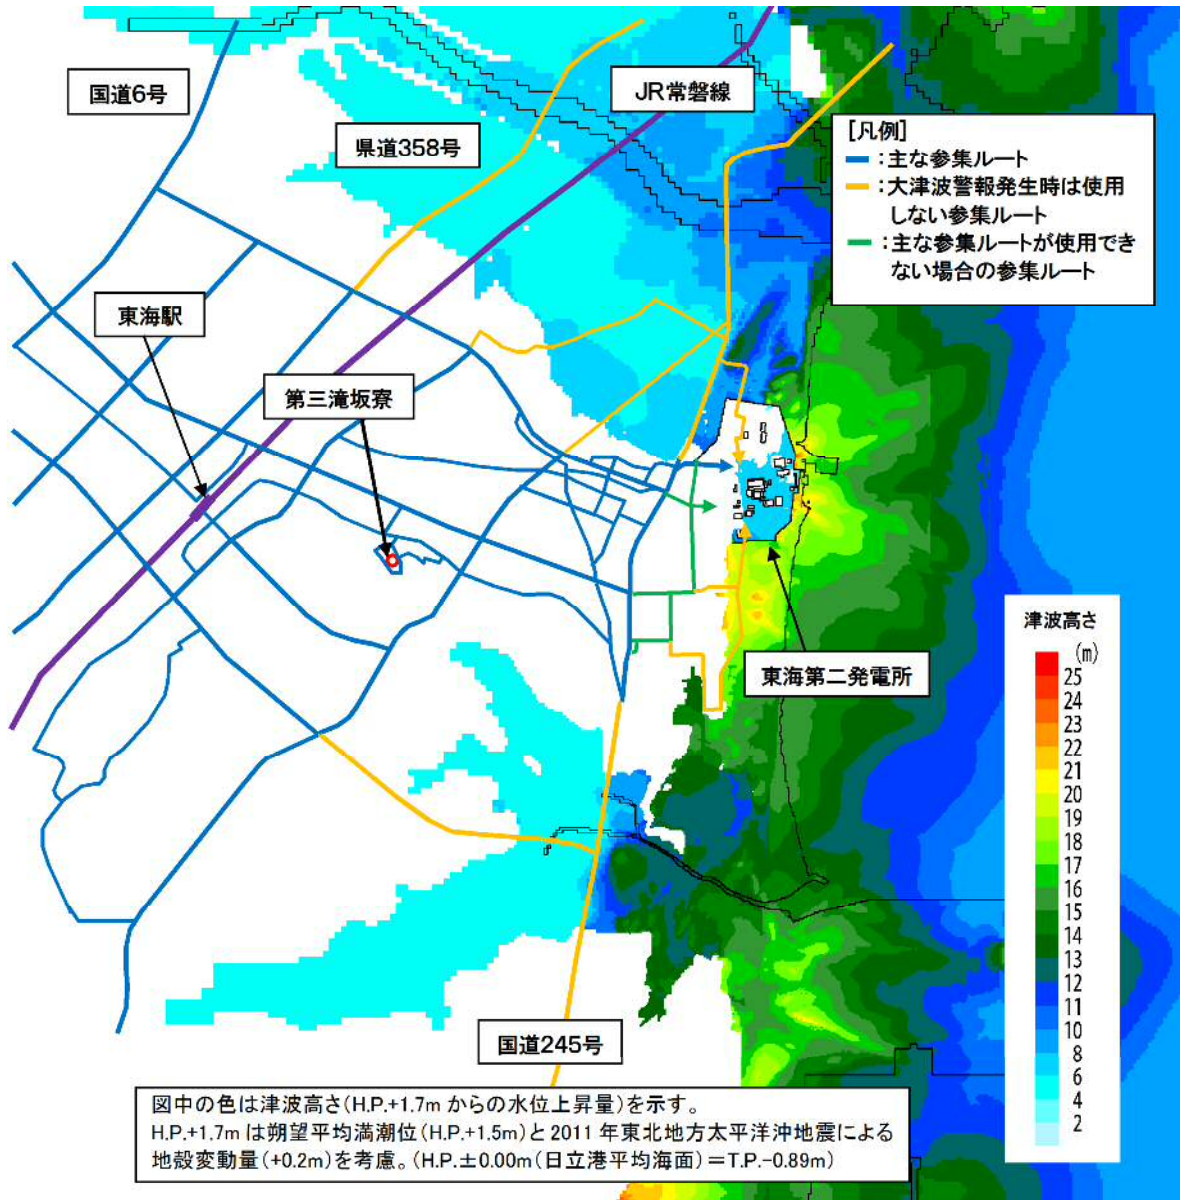 国道6号
県道358号
JR常磐線
[凡例]
:主な参集ルート
:大津波警報発生時は使用
しない参集ルート
:主な参集ルートが使用でき
ない場合の参集ルート
東海駅
第三滝坂寮
東海第二発電所
津波高さ
(m)
25
24
23
22
21
20
19
18
17
16
15
14
13
12
11
10
8
6
4
2
国道245号
図中の色は津波高さ(H.P.+1.7m からの水位上昇量)を示す。
H.P.+1.7m は朔望平均満潮位(H.P.+1.5m)と2011 年東北地方太平洋沖地震による
地殻変動量(+0.2m)を考慮。(H.P.±0.00m(日立港平均海面)=T.P.-0.89m)